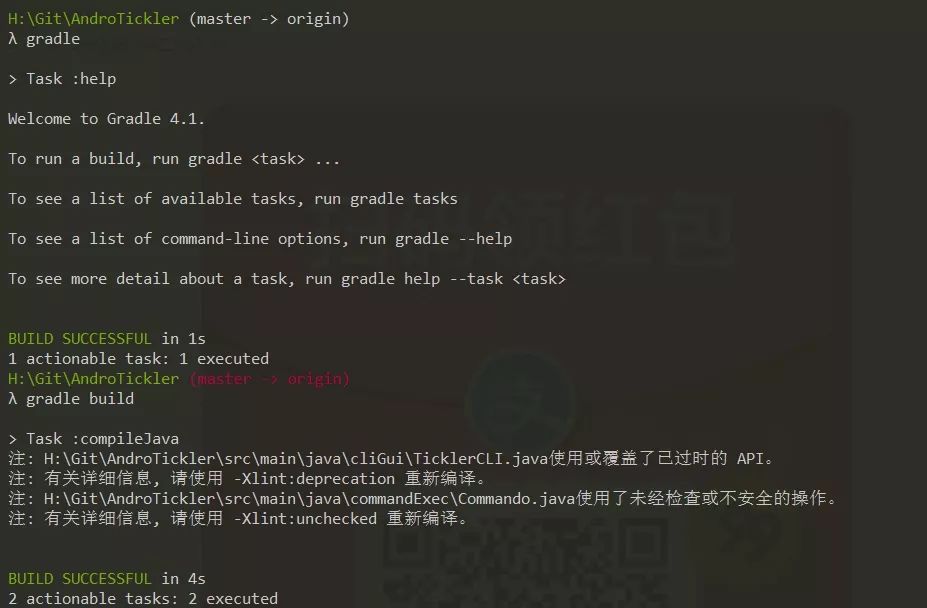 H:\Git\AndroTickler (master -> origin)
λ gradle
> Task :help
Welcome to Gradle 4.1.
To run a build, run gradle <task> ...
To see a list of available tasks, run gradle tasks
To see a list of command-line options, run gradle --help
To see more detail about a task, run gradle help --task <task>
BUILD SUCCESSFUL in 1s
1 actionable task: 1 executed
H:\Git\AndroTickler (master -> origin)
λ gradle build
> Task :compileJava
注: H:\Git\AndroTickler\src\main\java\cliGui\TicklerCLI.java使用或覆盖了已过时的 API。
注: 有关详细信息, 请使用 -Xlint:deprecation 重新编译。
注: H:\Git\AndroTickler\src\main\java\commandExec\Commando.java使用了未经检查或不安全的操作。
注: 有关详细信息, 请使用 -Xlint:unchecked 重新编译。
BUILD SUCCESSFUL in 4s
2 actionable tasks: 2 executed
扫码领红包
支